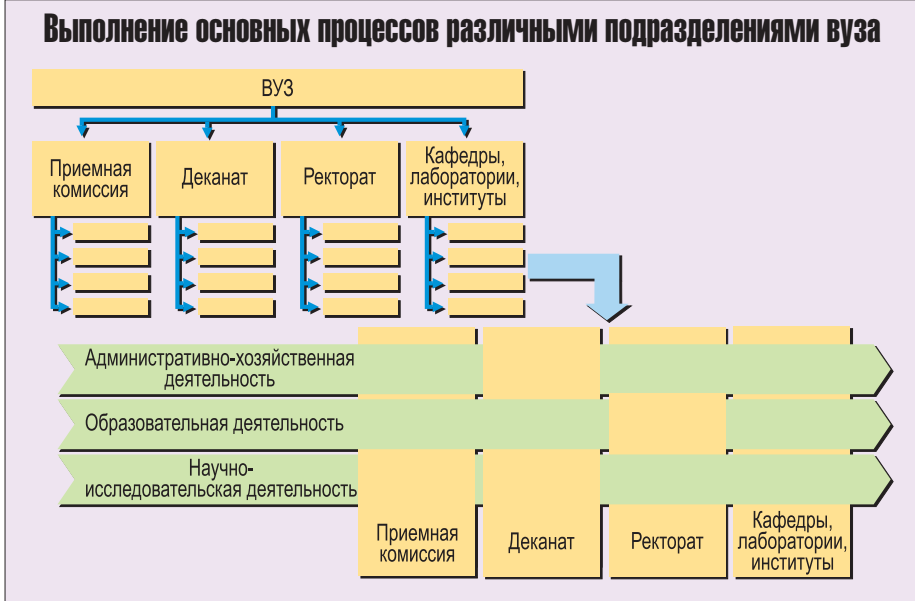 Выполнение основных процессов различными подразделениями вуза
ВУЗ
Приемная
комиссия
Деканат
Ректорат
Кафедры,
лаборатории,
институты
Административно-хозяйственная
деятельность
Образовательная деятельность
Научно-
исследовательская деятельность
Приемная
комиссия
Деканат
Ректорат
Кафедры,
лаборатории,
институты